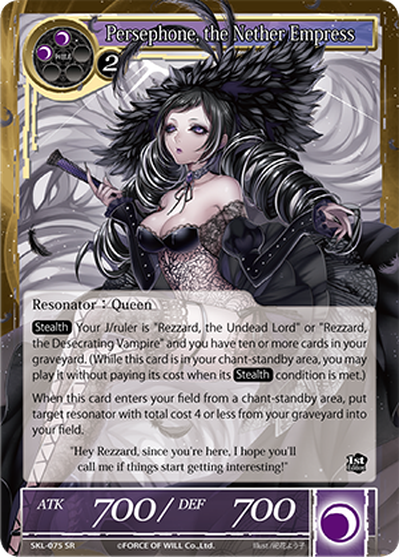 Persephone, the Nether Empress
WILL
2
Resonator : Queen
Stealth Your J/ruler is "Rezzard, the Undead Lord" or "Rezzard,
the Desecrating Vampire" and you have ten or more cards in your
graveyard. (While this card is in your chant-standby area, you may
play it without paying its cost when its Stealth condition is met.)
When this card enters your field from a chant-standby area, put
target resonator with total cost 4 or less from your graveyard into
your field.
"Hey Rezzard, since you're here, I hope you'll
call me if things start getting interesting!"
1st
Edition
ATK 700 / DEF 700
SKL-075 SR ©FORCE OF WILL Co.,Ltd.